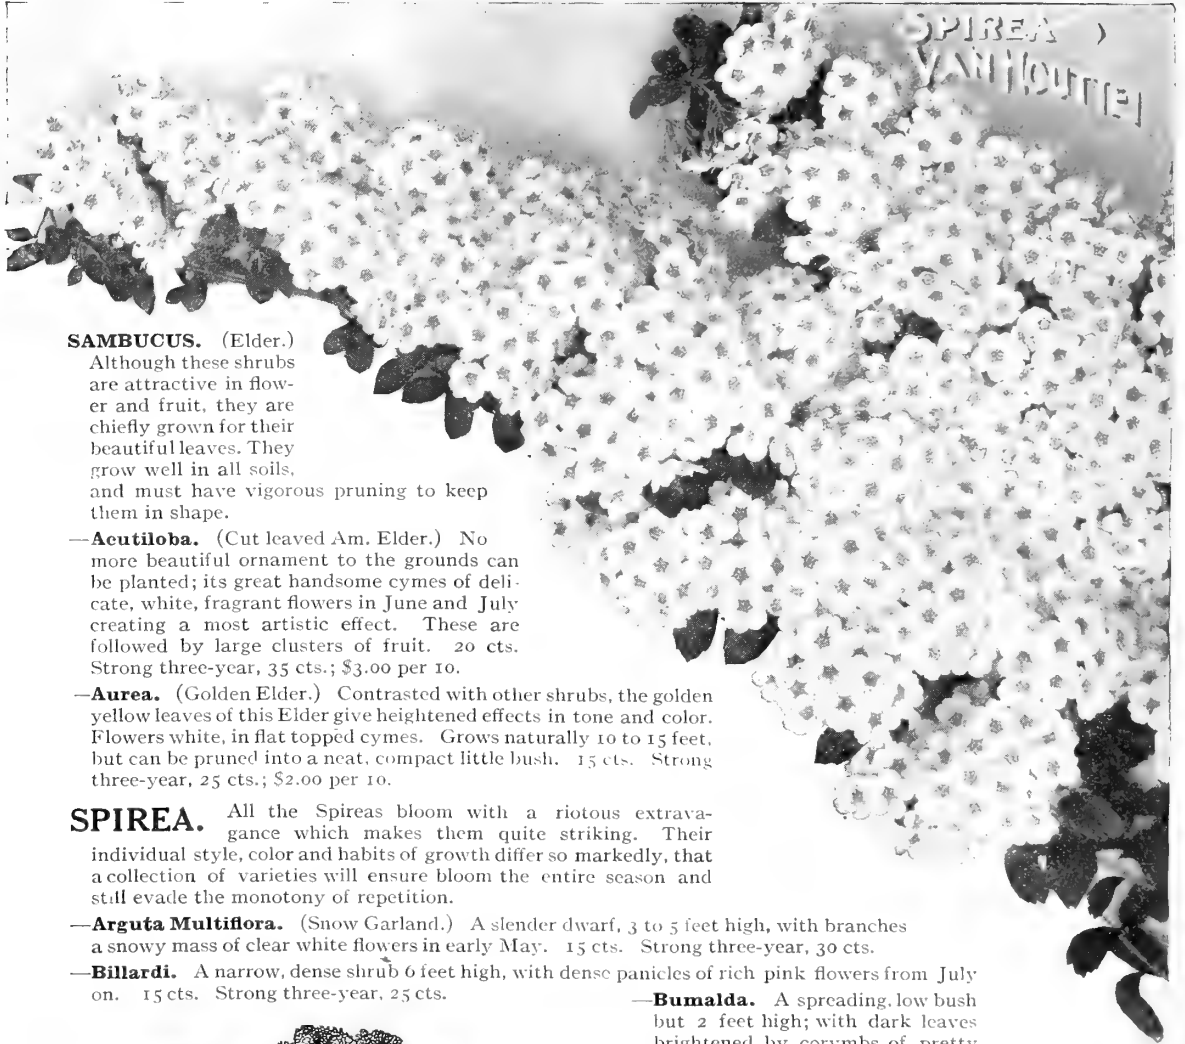 SPIREA
VAN HOUTTEI
SAMBUCUS. (Elder.)
Although these shrubs
are attractive in flow-
er and fruit, they are
chiefly grown for their
beautiful leaves. They
grow well in all soils,
and must have vigorous pruning to keep
them in shape.
—Acutiloba. (Cut leaved Am. Elder.) No
more beautiful ornament to the grounds can
be planted; its great handsome cymes of deli-
cate, white, fragrant flowers in June and July
creating a most artistic effect. These are
followed by large clusters of fruit. 20 cts.
Strong three-year, 35 cts.; $3.00 per 10.
—Aurea. (Golden Elder.) Contrasted with other shrubs, the golden
yellow leaves of this Elder give heightened effects in tone and color.
Flowers white, in flat topped cymes. Grows naturally 10 to 15 feet,
but can be pruned into a neat, compact little bush. 15 cts. Strong
three-year, 25 cts.; $2.00 per 10.
SPIREA. All the Spireas bloom with a riotous extrava-
gance which makes them quite striking. Their
individual style, color and habits of growth differ so markedly, that
a collection of varieties will ensure bloom the entire season and
still evade the monotony of repetition.
—Arguta Multiflora. (Snow Garland.) A slender dwarf, 3 to 5 feet high, with branches
a snowy mass of clear white flowers in early May. 15 cts. Strong three-year, 30 cts.
—Billardi. A narrow, dense shrub 6 feet high, with dense panicles of rich pink flowers from July
on. 15 cts. Strong three-year, 25 cts.
—Bumalda. A spreading, low bush
but 2 feet high; with dark leaves
brightened by corymbs of pretty